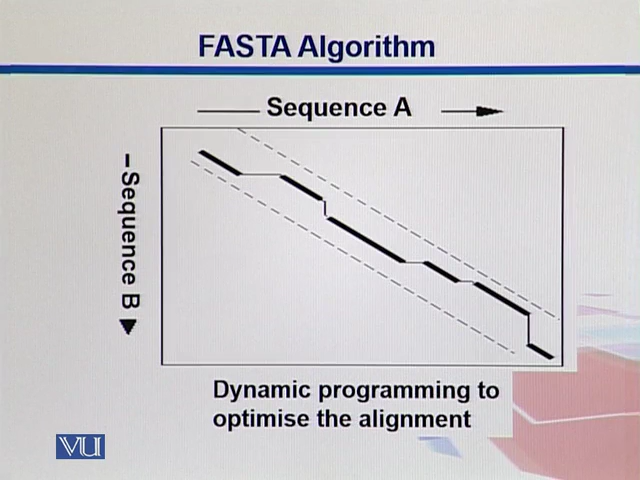 FASTA Algorithm
Sequence A
Sequence B
Dynamic programming to
optimise the alignment
VU